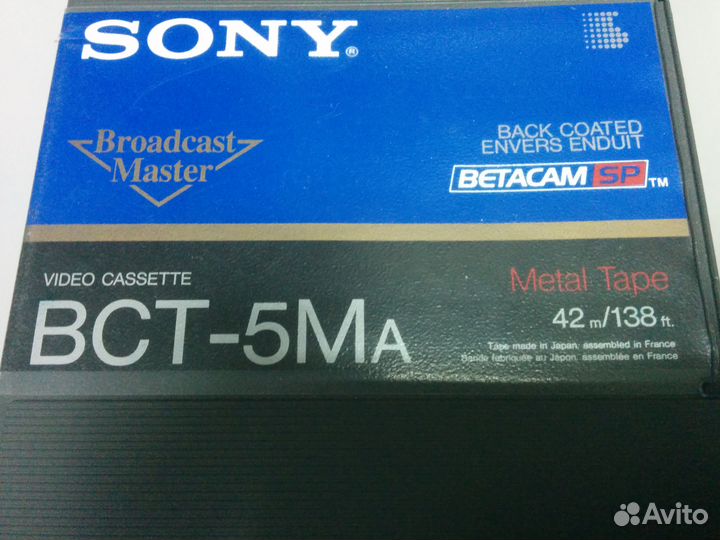 SONY®
Broadcast
Master
BACK COATED
ENVERS ENDUIT
BETACAM SP TM
VIDEO CASSETTE
BCT-5MA
Metal Tape
42 m/138 ft.
Tape made in Japan, assembled in France
Bande fabriquée au Japon, assemblée en France
Avito